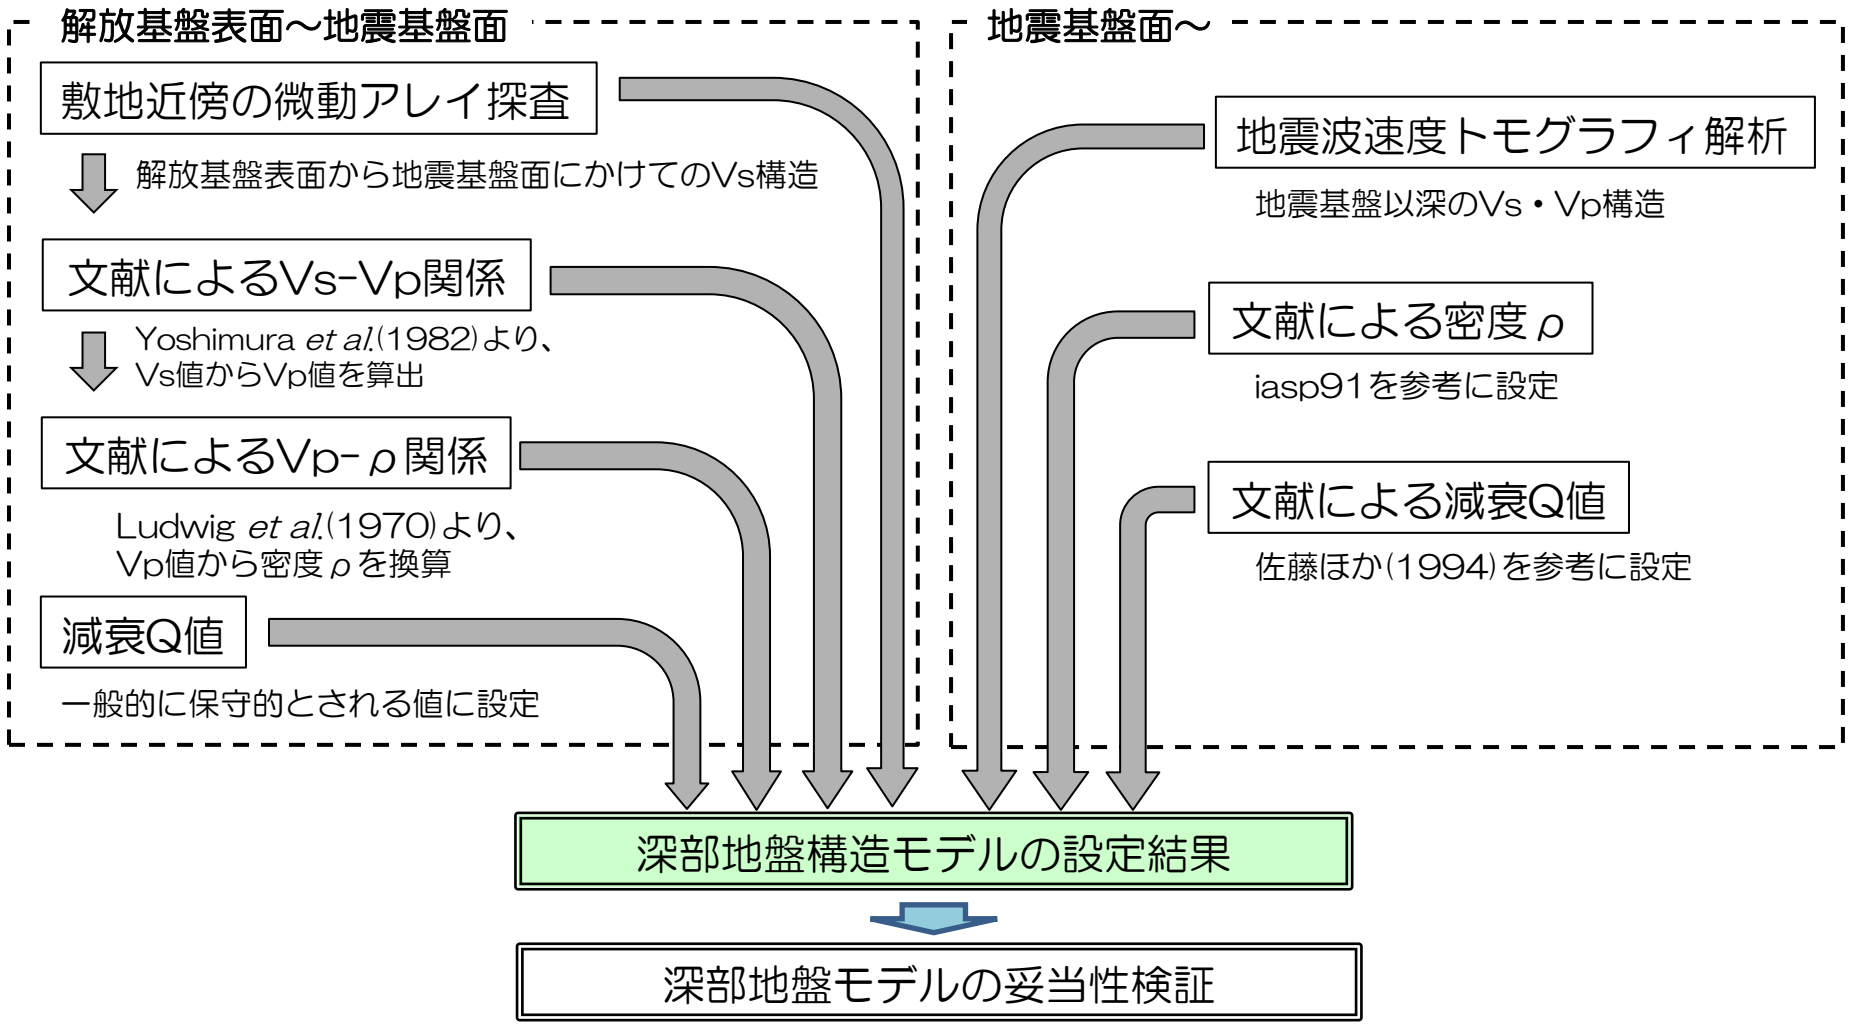 解放基盤表面～地震基盤面
敷地近傍の微動アレイ探査
解放基盤表面から地震基盤面にかけてのVs構造
文献によるVs-Vp関係
Yoshimura et al.(1982)より、
Vs値からVp値を算出
文献によるVp-ρ関係
Ludwig et al.(1970)より、
Vp値から密度ρを換算
減衰Q値
一般的に保守的とされる値に設定
地震基盤面～
地震波速度トモグラフィ解析
地震基盤以深のVs・Vp構造
文献による密度ρ
iasp91を参考に設定
文献による減衰Q値
佐藤ほか(1994)を参考に設定
深部地盤構造モデルの設定結果
深部地盤モデルの妥当性検証